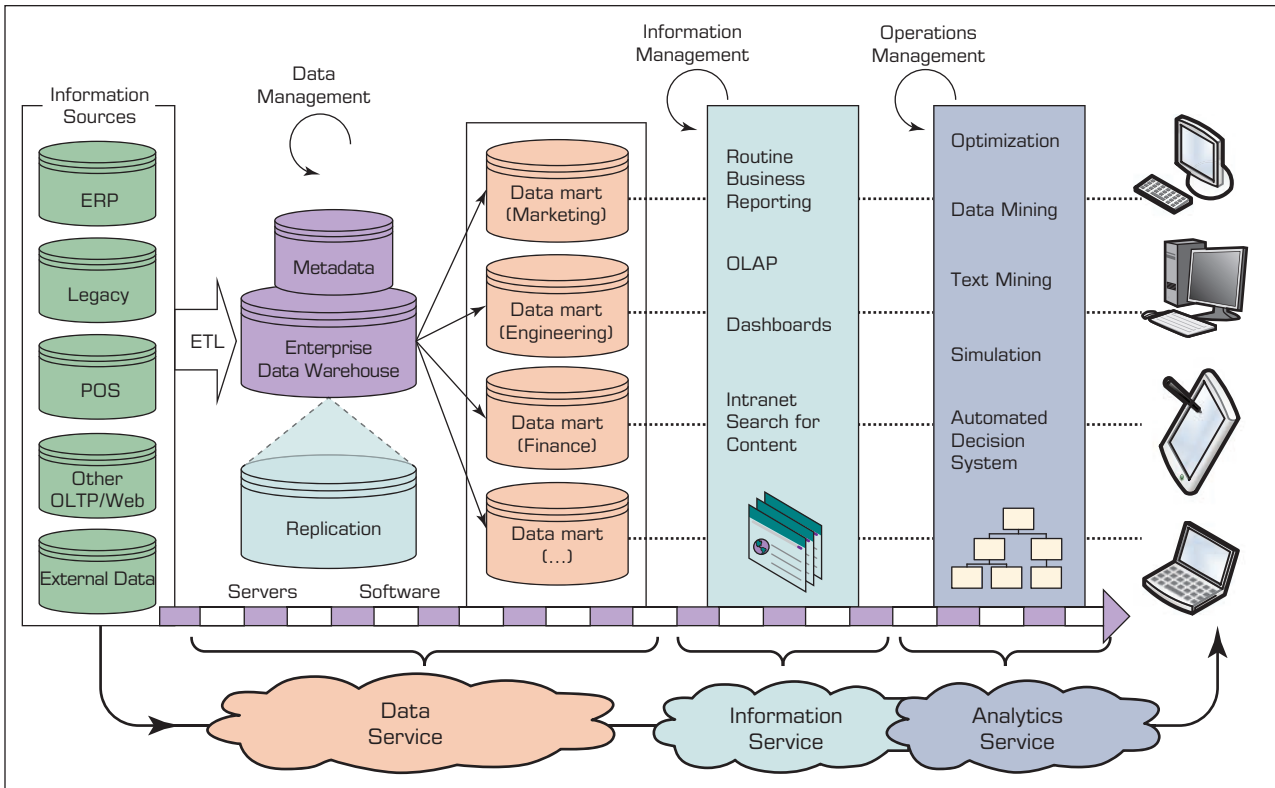 Information
Sources
ERP
Legacy
POS
Other
OLTP/Web
External Data
ETL
Data
Management
Metadata
Enterprise
Data Warehouse
Replication
Servers
Software
Data mart
(Marketing)
Data mart
(Engineering)
Data mart
(Finance)
Data mart
(...)
Information
Management
Routine
Business
Reporting
OLAP
Dashboards
Intranet
Search for
Content
Operations
Management
Optimization
Data Mining
Text Mining
Simulation
Automated
Decision
System
Data
Service
Information
Service
Analytics
Service